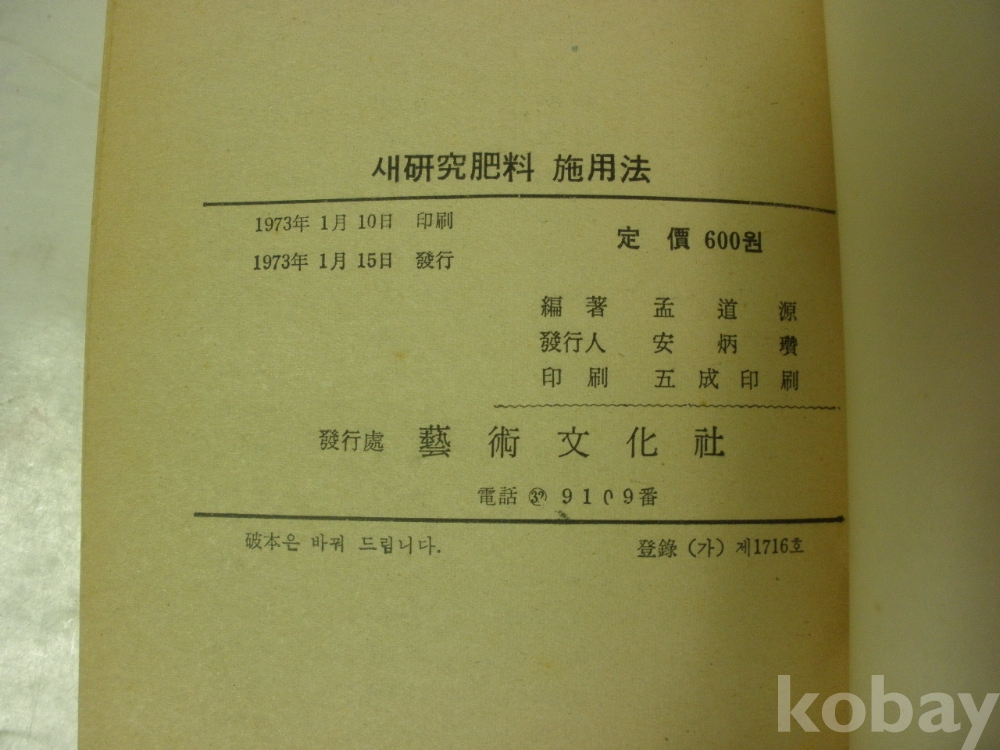 새研究肥料 施用法
1973年 1月 10日 印刷
定 價 600원
1973年 1月 15日 發行
編 著 孟 道 源
發行人 安 炳 瓚
印 刷 五 成 印 刷
發行處 藝 術 文 化 社
電話 9109番
破本은 바꿔 드립니다.
登錄 (가) 제1716호
kobay